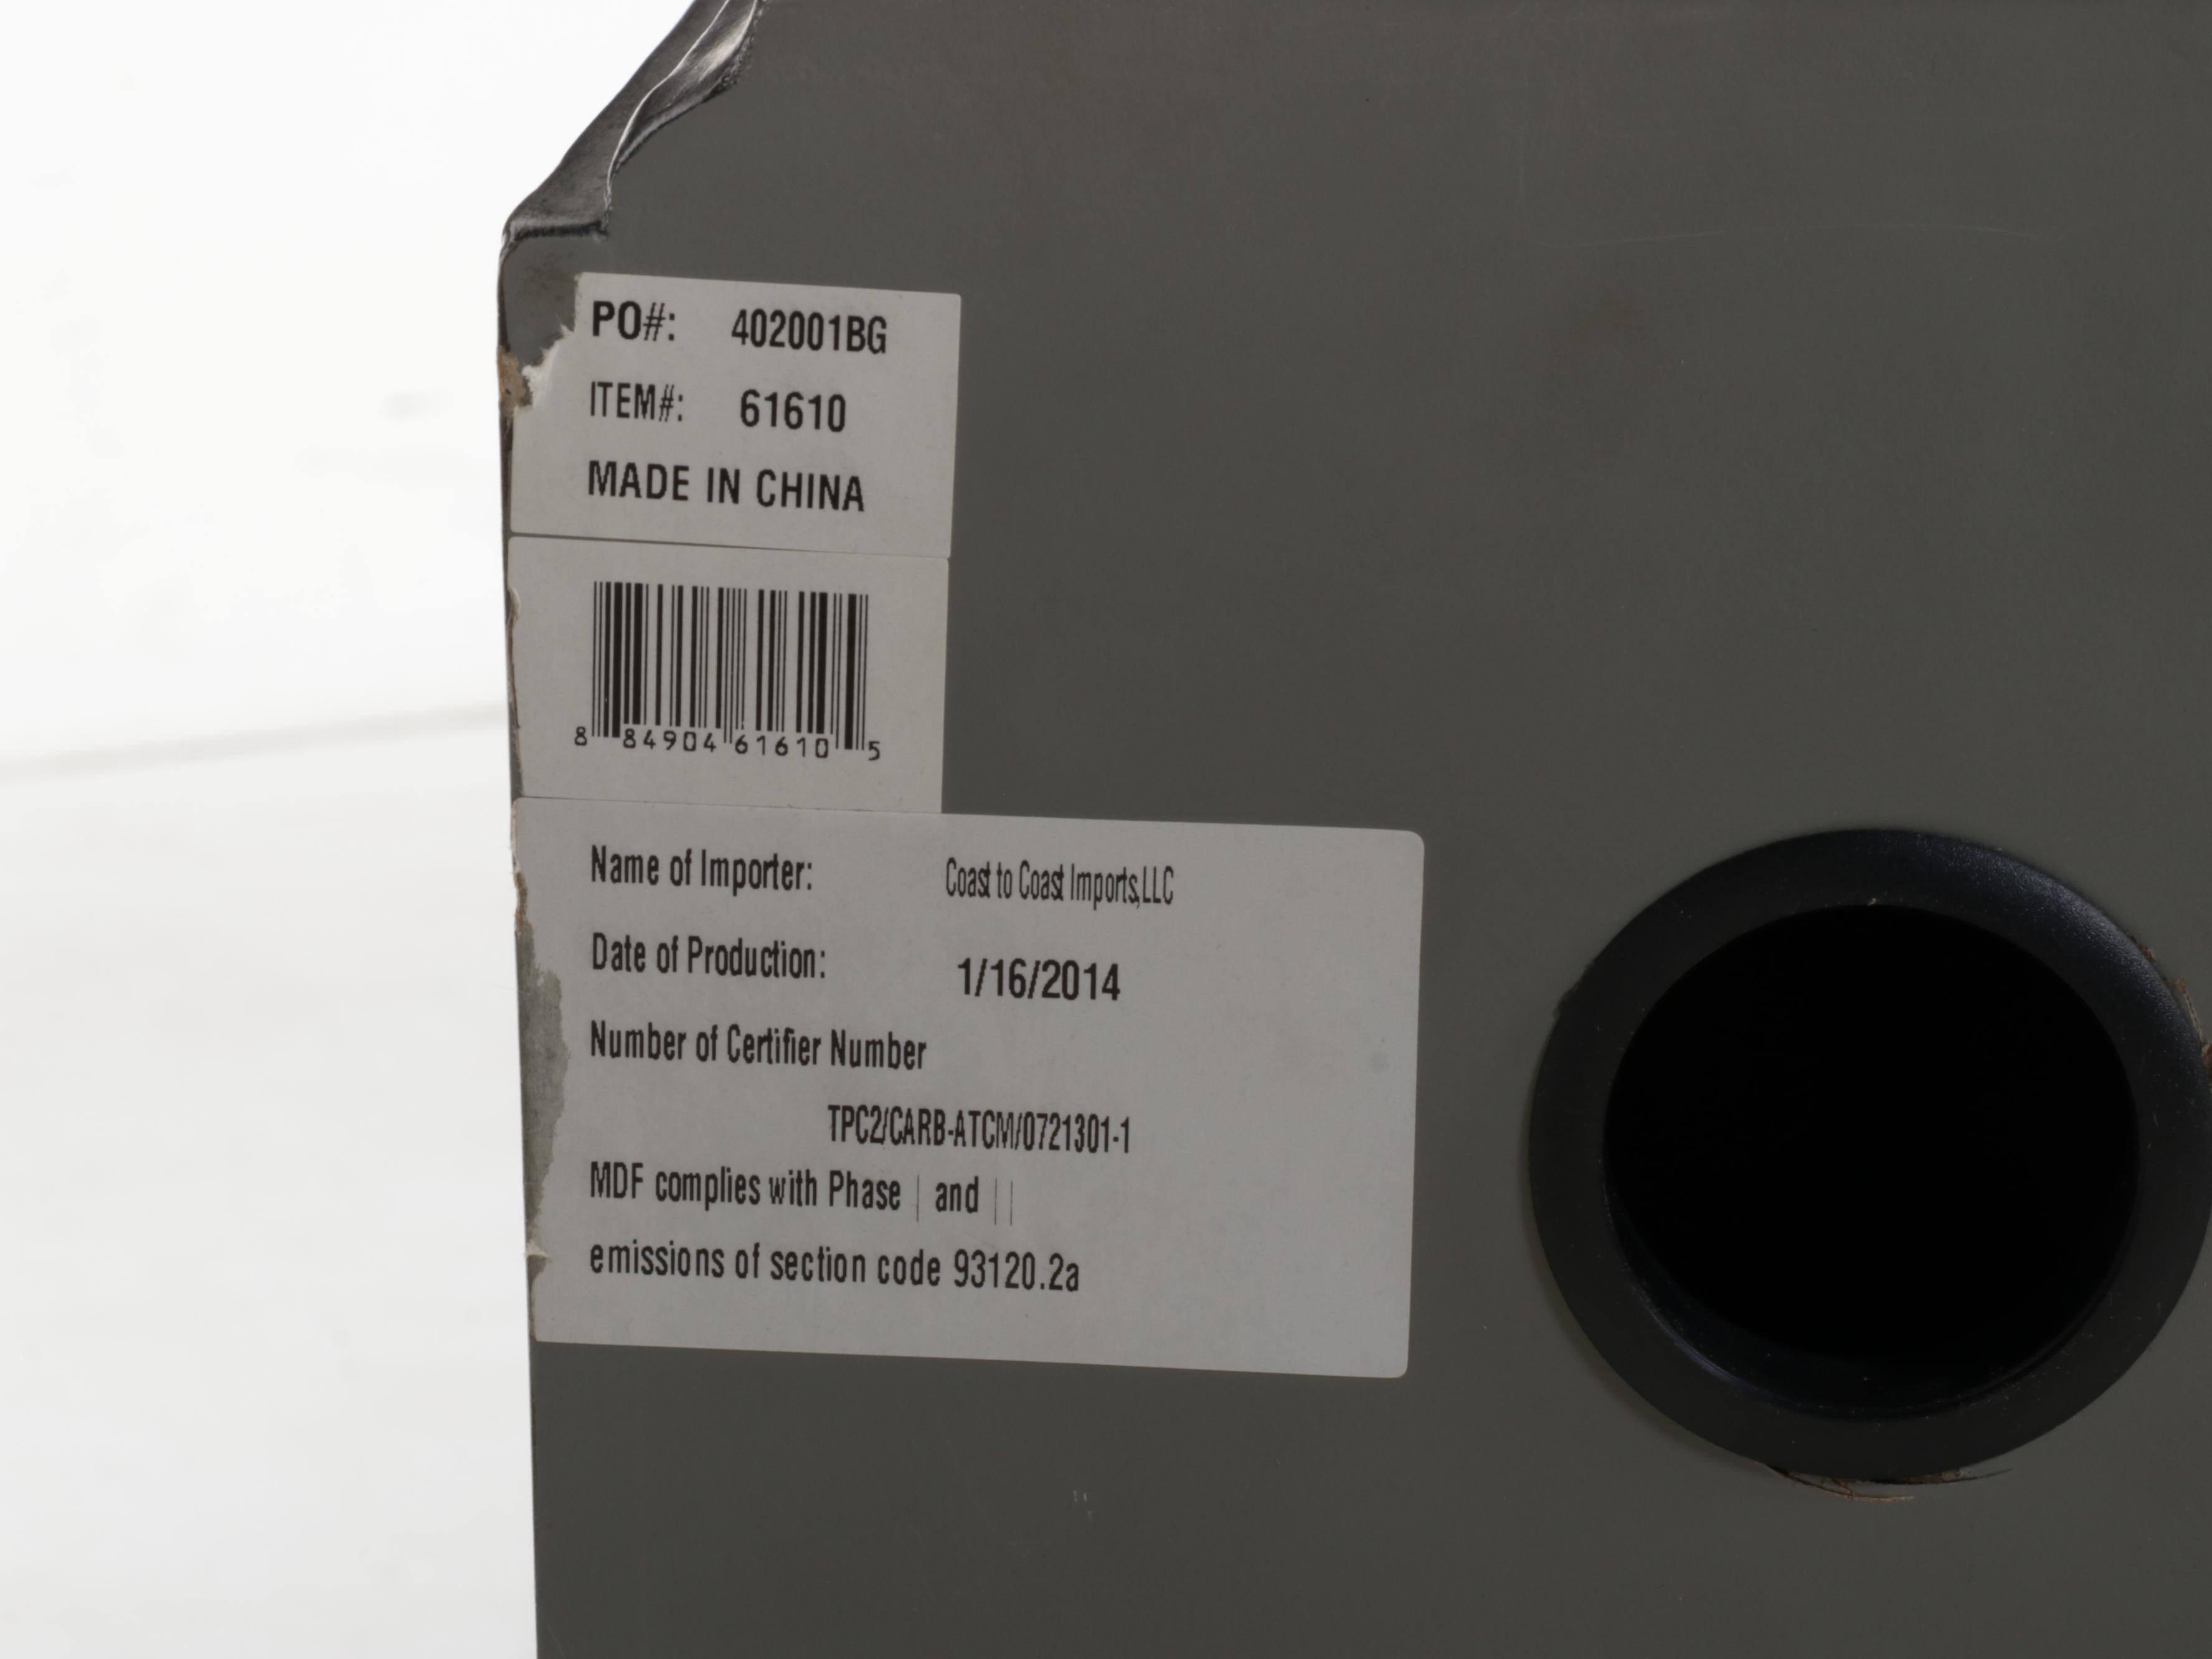 PO#: 402001BG
ITEM#: 61610
MADE IN CHINA
8 84904 61610 5
Name of Importer: Coast to Coast Imports,LLC
Date of Production: 1/16/2014
Number of Certifier Number
TPC2/CARB-ATCM/0721301-1
MDF complies with Phase | and ||
emissions of section code 93120.2a